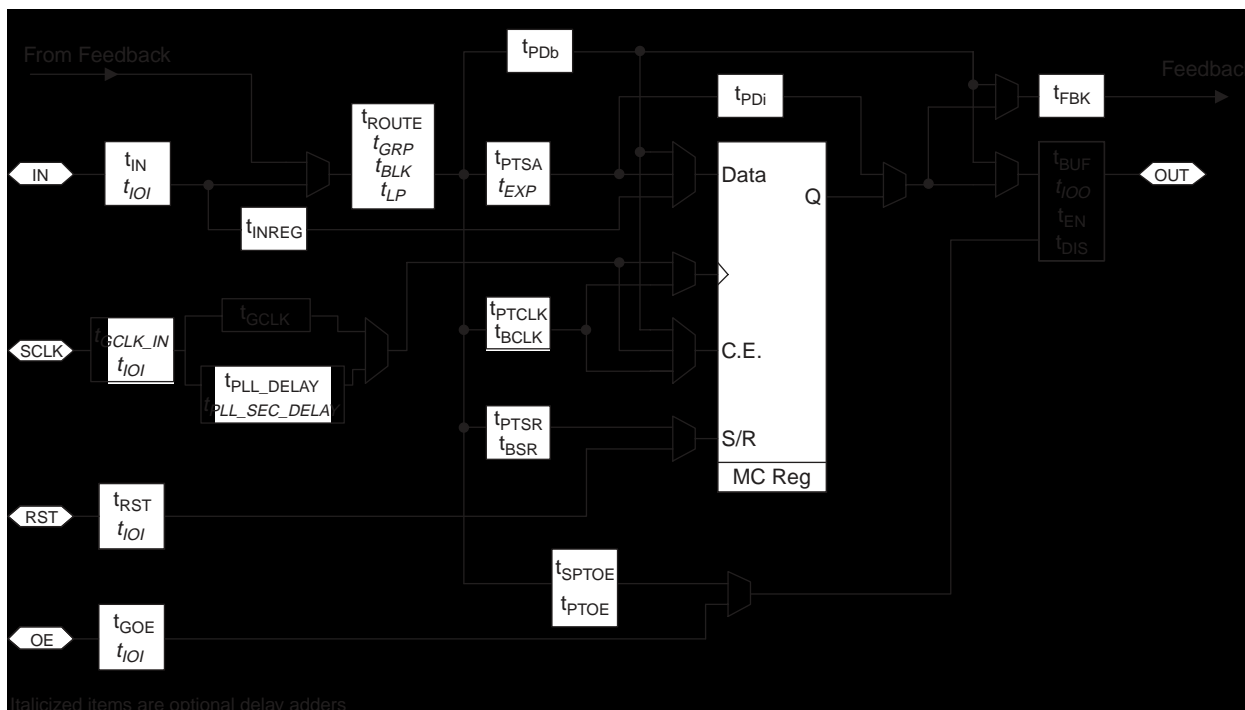 From Feedback
tPDb
Feedbac
tPDi
tFBK
tROUTE
tGRP
tBLK
tLP
IN
tIN
tIOI
tPTSA
tEXP
Data
Q
tBUF
tIOO
tEN
tDIS
OUT
tINREG
tGCLK
SCLK
tGCLK_IN
tIOI
tPTCLK
tBCLK
C.E.
tPLL_DELAY
tPLL_SEC_DELAY
tPTSR
tBSR
S/R
MC Reg
RST
tRST
tIOI
tSPTOE
tPTOE
OE
tGOE
tIOI
Italicized items are optional delay adders